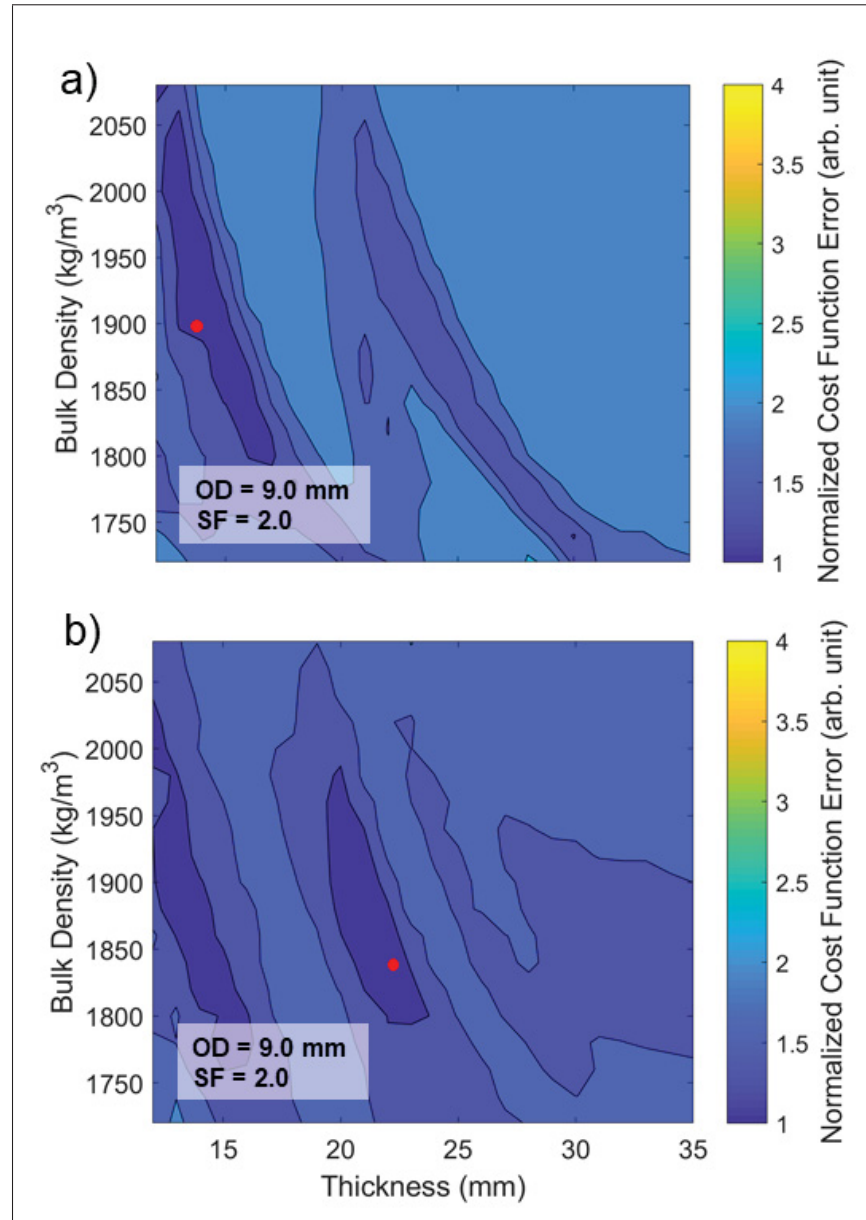 a)
Bulk Density (kg/m³)
2050
2000
1950
1900
1850
1800
1750
OD = 9.0 mm
SF = 2.0
4
3.5
3
2.5
2
1.5
1
Normalized Cost Function Error (arb. unit)
b)
Bulk Density (kg/m³)
2050
2000
1950
1900
1850
1800
1750
OD = 9.0 mm
SF = 2.0
15 20 25 30 35
Thickness (mm)
4
3.5
3
2.5
2
1.5
1
Normalized Cost Function Error (arb. unit)